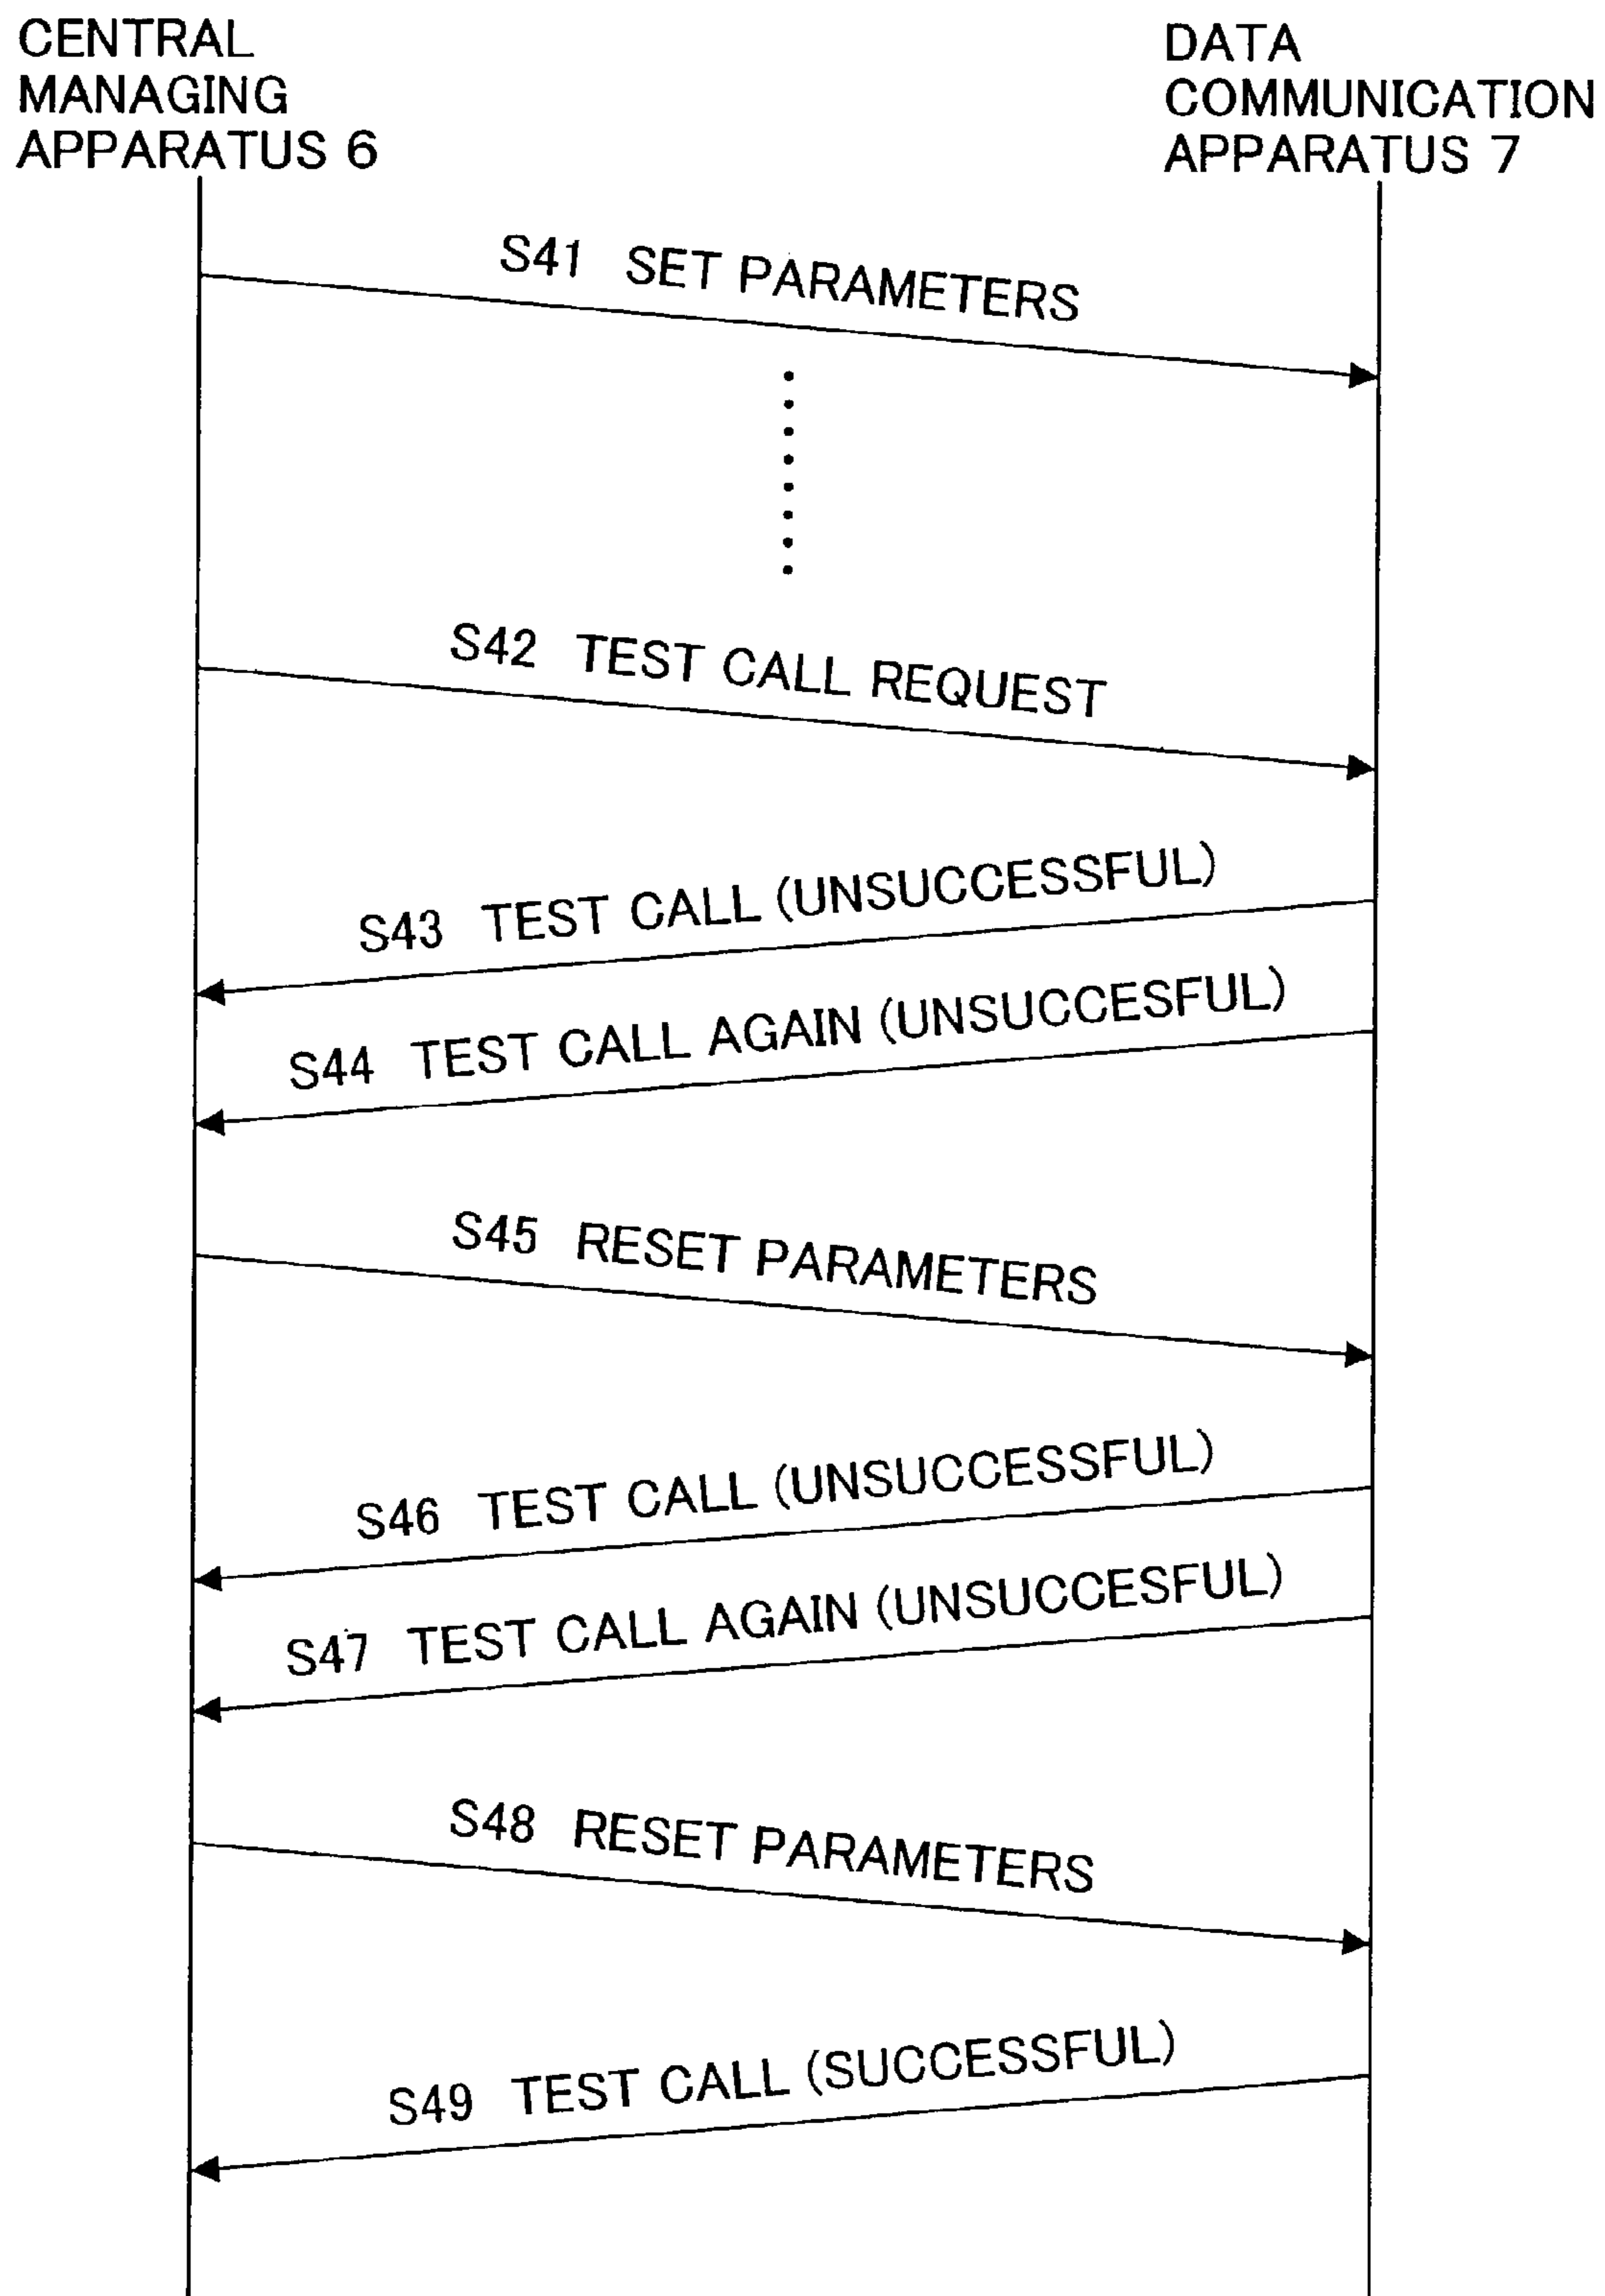 CENTRAL
MANAGING
APPARATUS 6
DATA
COMMUNICATION
APPARATUS 7
S41 SET PARAMETERS
S42 TEST CALL REQUEST
S43 TEST CALL (UNSUCCESSFUL)
S44 TEST CALL AGAIN (UNSUCCESFUL)
S45 RESET PARAMETERS
S46 TEST CALL (UNSUCCESSFUL)
S47 TEST CALL AGAIN (UNSUCCESFUL)
S48 RESET PARAMETERS
S49 TEST CALL (SUCCESSFUL)